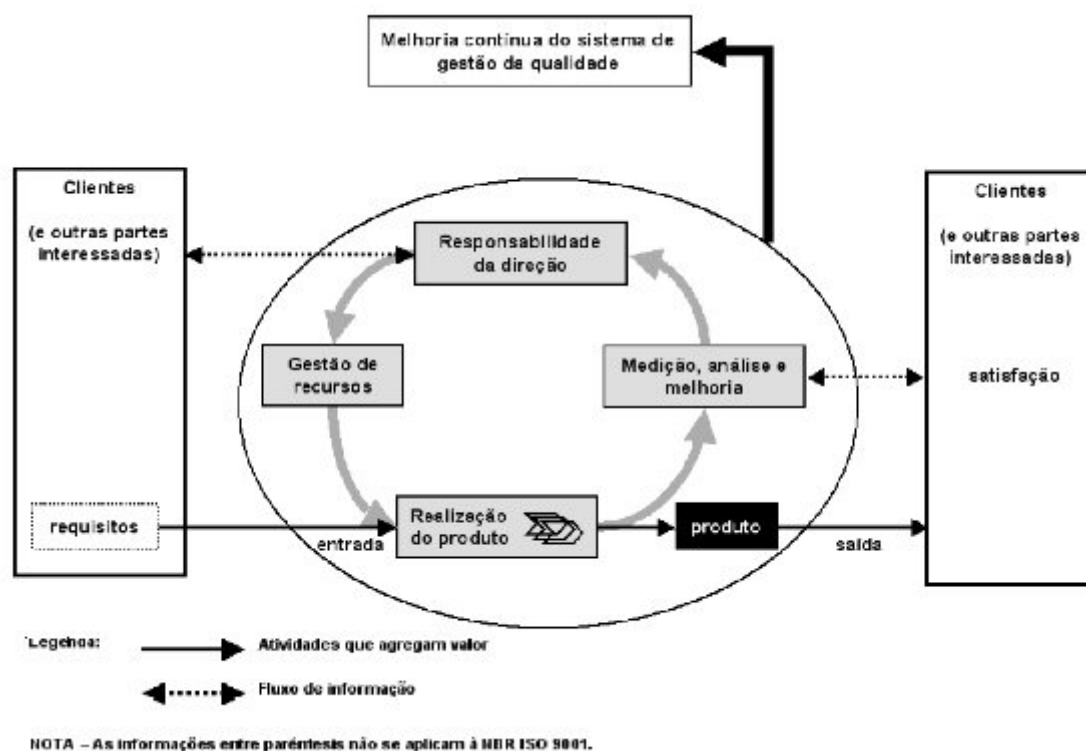 Melhoria contínua do sistema de
gestão da qualidade
Clientes
(e outras partes
interessadas)
Clientes
(e outras partes
interessadas)
Responsabilidade
da direção
Gestão de
recursos
Medição, análise e
melhoria
satisfação
requisitos
entrada
Realização
do produto
produto
saída
Legenda:
Atividades que agregam valor
Fluxo de informação
NOTA – As informações entre parêntesis não se aplicam à NBR ISO 9001.